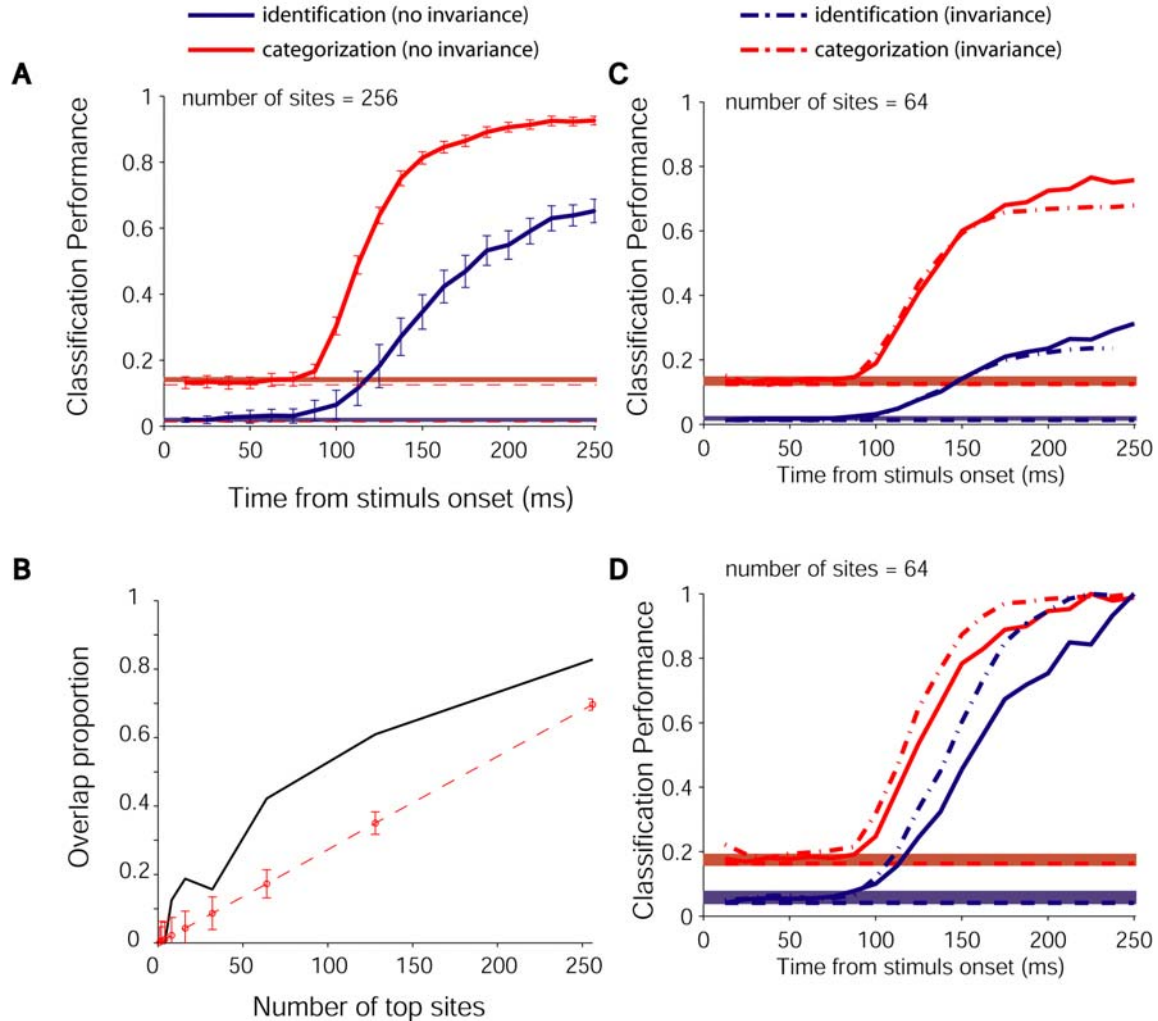 identification (no invariance)
categorization (no invariance)
identification (invariance)
categorization (invariance)
A
number of sites = 256
Classification Performance
1
0.8
0.6
0.4
0.2
0
0 50 100 150 200 250
Time from stimuls onset (ms)
C
number of sites = 64
Classification Performance
1
0.8
0.6
0.4
0.2
0
0 50 100 150 200 250
Time from stimuls onset (ms)
B
Overlap proportion
1
0.8
0.6
0.4
0.2
0
0 50 100 150 200 250
Number of top sites
D
number of sites = 64
Classification Performance
1
0.8
0.6
0.4
0.2
0
0 50 100 150 200 250
Time from stimuls onset (ms)